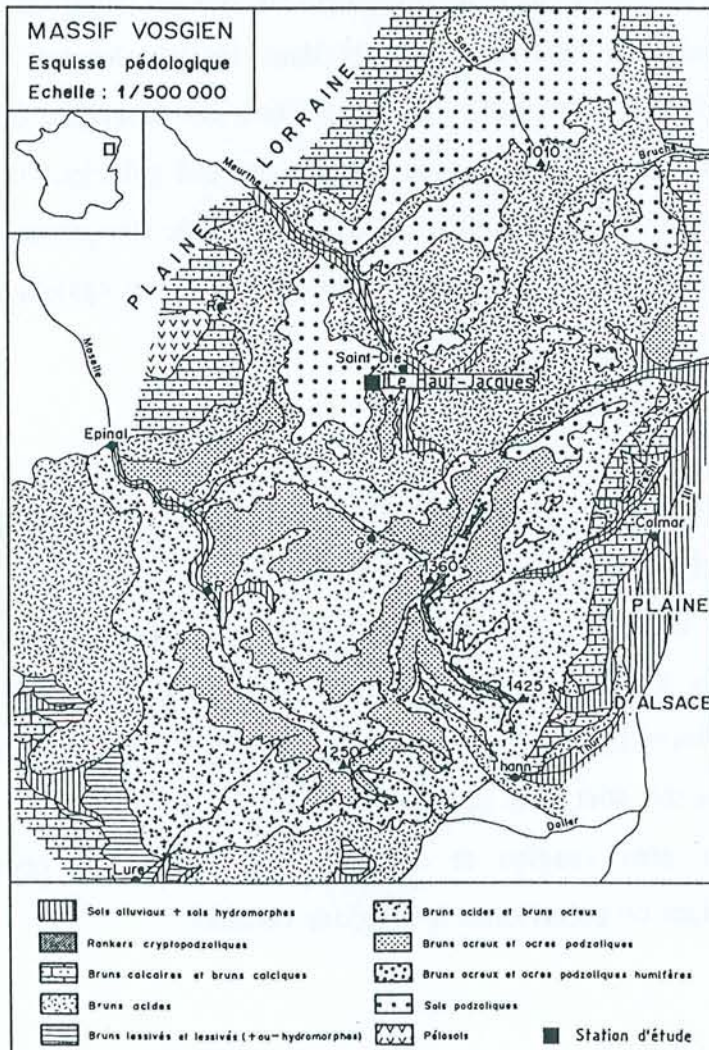 MASSIF VOSGIEN
Esquisse pédologique
Echelle : 1/500 000
PLAINE LORRAINE
Sarre
Meurthe
1010
Bruche
Moselle
Saint-Dié
Le Haut-Jacques
Epinal
Ill
Colmar
G
1360
R
PLAINE
D'ALSACE
1425
1250
Thann
Thur
Doller
Lure
Sols alluviaux + sols hydromorphes
Rankers cryptopodzoliques
Bruns calcaires et bruns calciques
Bruns acides
Bruns lessivés et lessivés (+ou-hydromorphes)
Bruns acides et bruns ocreux
Bruns ocreux et ocres podzoliques
Bruns ocreux et ocres podzoliques humifères
Sols podzoliques
Pélosols
Station d'étude